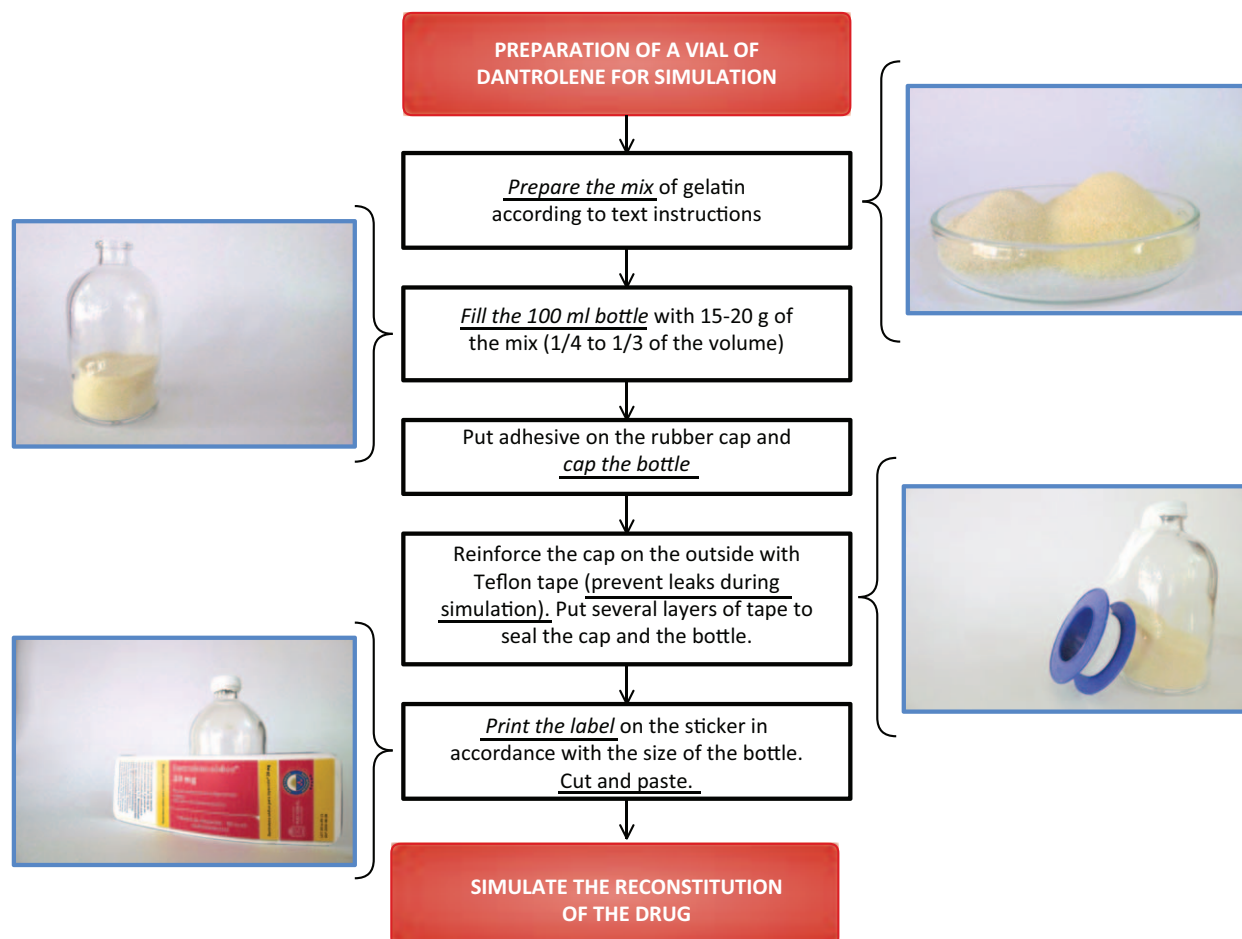 PREPARATION OF A VIAL OF
DANTROLENE FOR SIMULATION
Prepare the mix of gelatin
according to text instructions
Fill the 100 ml bottle with 15-20 g of
the mix (1/4 to 1/3 of the volume)
Put adhesive on the rubber cap and
cap the bottle
Reinforce the cap on the outside with
Teflon tape (prevent leaks during
simulation). Put several layers of tape to
seal the cap and the bottle.
Print the label on the sticker in
accordance with the size of the bottle.
Cut and paste.
SIMULATE THE RECONSTITUTION
OF THE DRUG